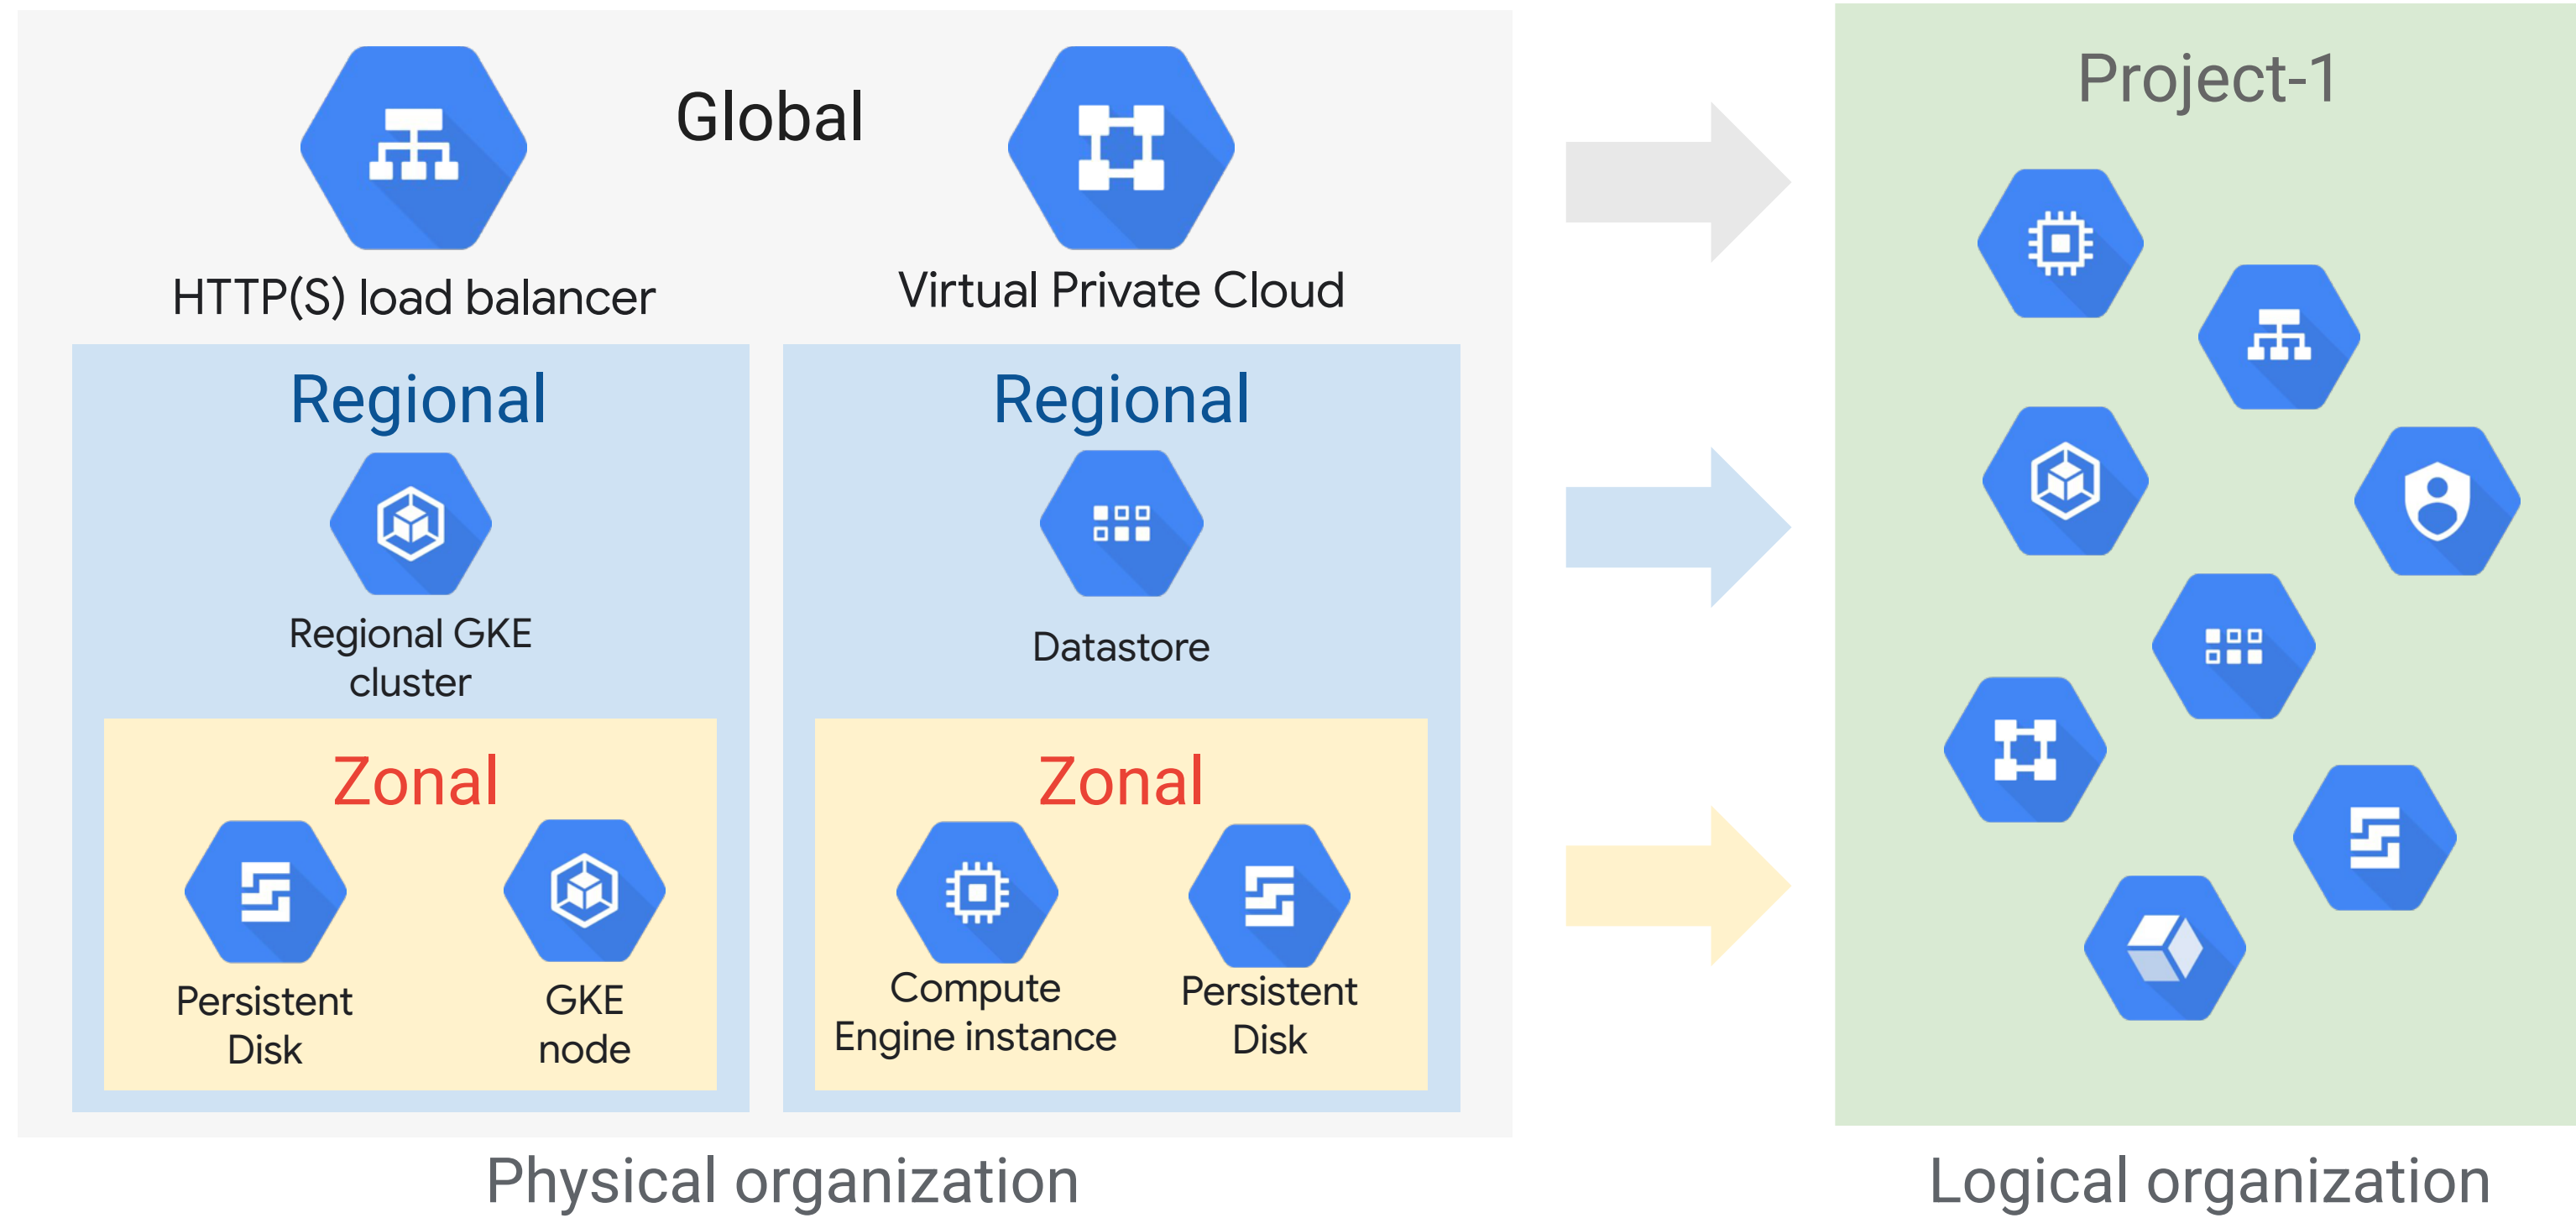 Global
HTTP(S) load balancer
Virtual Private Cloud
Regional
Regional GKE
cluster
Zonal
Persistent
Disk
GKE
node
Regional
Datastore
Zonal
Compute
Engine instance
Persistent
Disk
Physical organization
Project-1
Logical organization